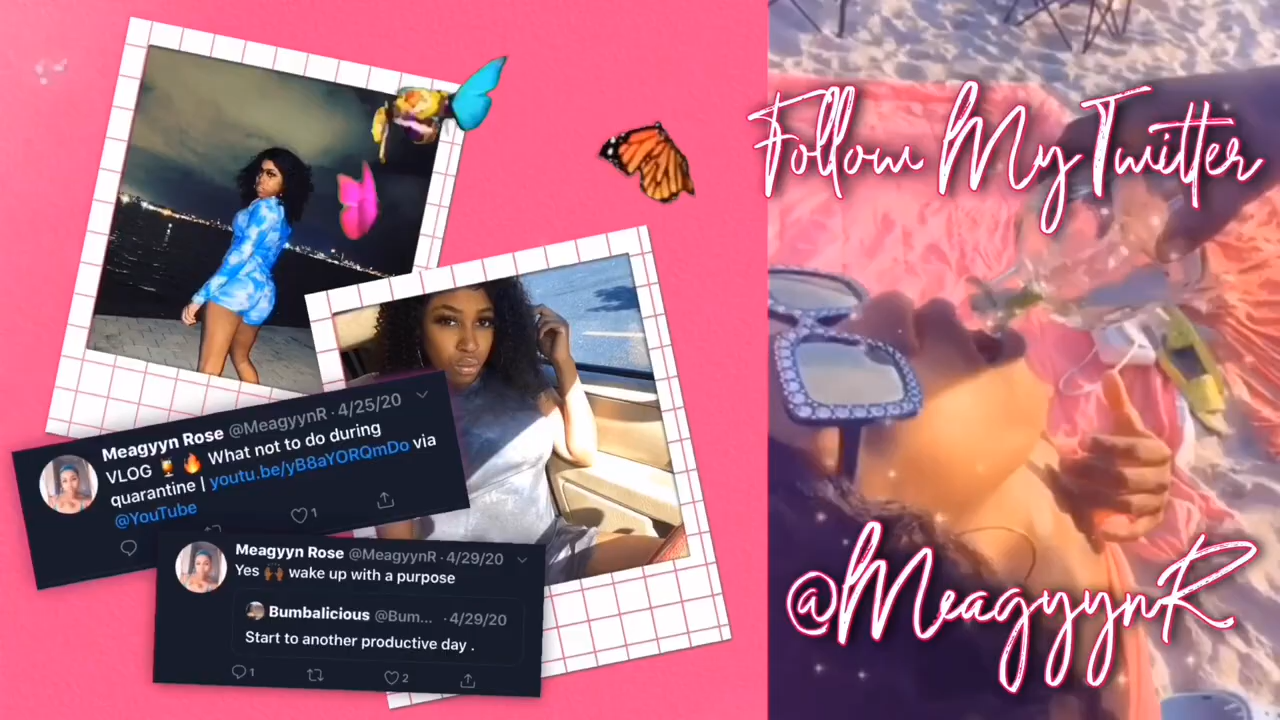 Follow My Twitter
Meagyyn Rose @MeagyynR · 4/25/20
VLOG 🍹🔥 What not to do during
quarantine | youtu.be/yB8aYORQmDo via
@YouTube
1
Meagyyn Rose @MeagyynR · 4/29/20
Yes 🙌🏾 wake up with a purpose
Bumbalicious @Bum... · 4/29/20
Start to another productive day .
1 2
@MeagyynR